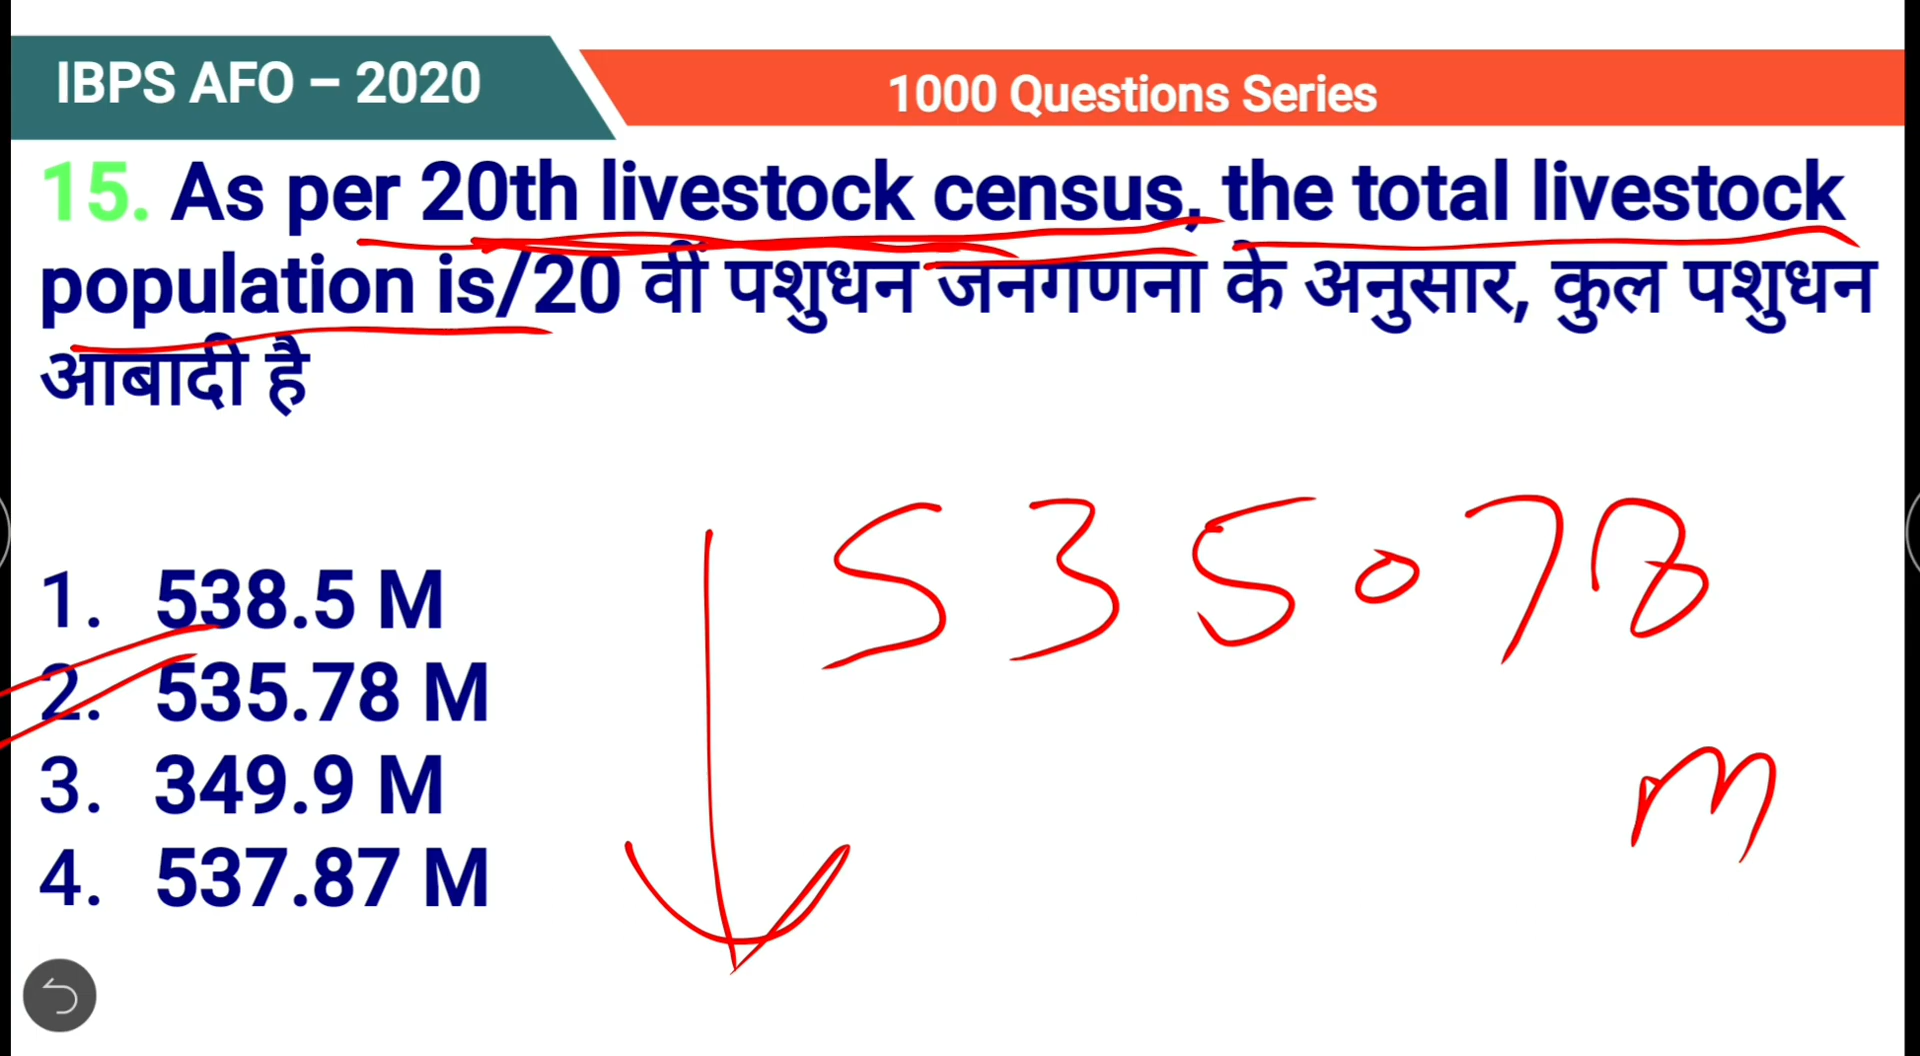 IBPS AFO – 2020
1000 Questions Series
15. As per 20th livestock census, the total livestock
population is/20 वीं पशुधन जनगणना के अनुसार, कुल पशुधन
आबादी है
1. 538.5 M
2. 535.78 M
3. 349.9 M
4. 537.87 M
535०78
m